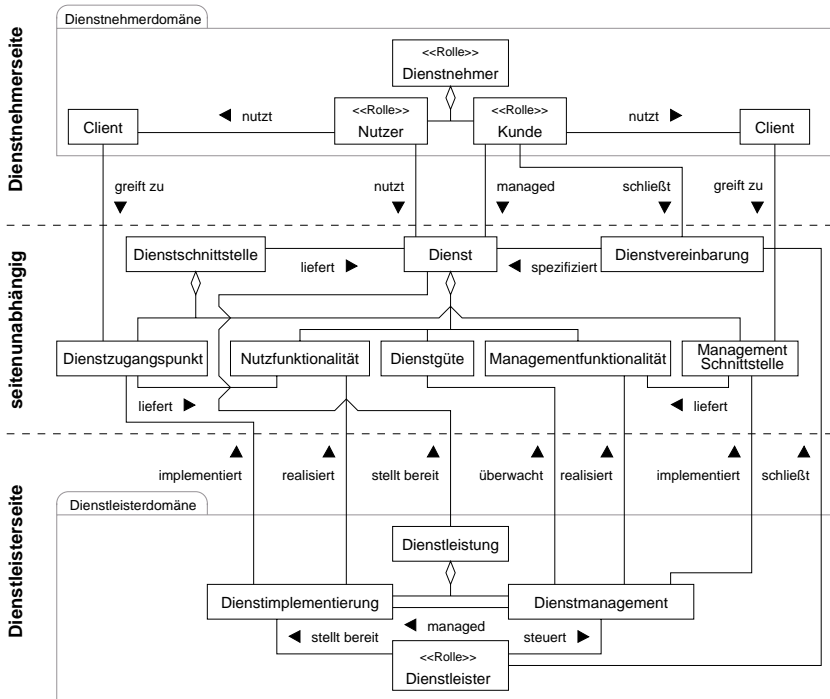 Dienstnehmerseite
Dienstnehmerdomäne
<<Rolle>>
Dienstnehmer
Client
nutzt
<<Rolle>>
Nutzer
<<Rolle>>
Kunde
nutzt
Client
greift zu
nutzt
managed
schließt
greift zu
seitenunabhängig
Dienstschnittstelle
liefert
Dienst
spezifiziert
Dienstvereinbarung
Dienstzugangspunkt
Nutzfunktionalität
Dienstgüte
Managementfunktionalität
Management
Schnittstelle
liefert
liefert
Dienstleisterseite
implementiert
realisiert
stellt bereit
überwacht
realisiert
implementiert
schließt
Dienstleisterdomäne
Dienstleistung
Dienstimplementierung
Dienstmanagement
managed
stellt bereit
steuert
<<Rolle>>
Dienstleister